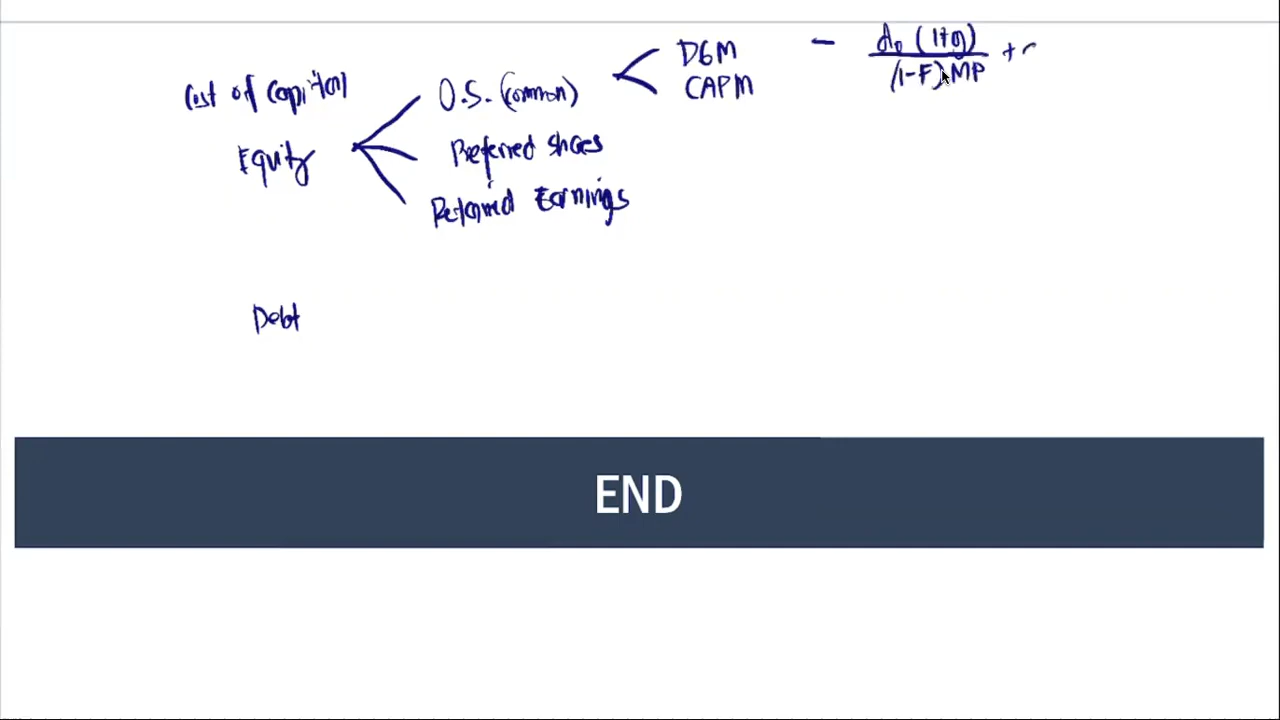 Cost of Capital
Equity
O.S. (Common)
DGM
CAPM
- d₀ (1+g)
(1-F) MP +
Preferred shares
Retained Earnings
Debt
END